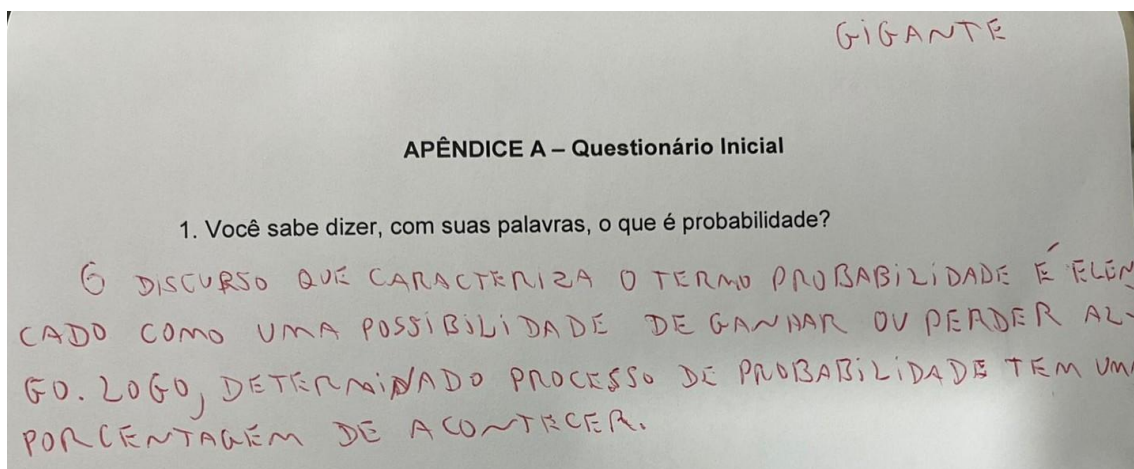 GIGANTE
APÊNDICE A – Questionário Inicial
1. Você sabe dizer, com suas palavras, o que é probabilidade?
O DISCURSO QUE CARACTERIZA O TERMO PROBABILIDADE É ELEN
CADO COMO UMA POSSIBILIDADE DE GANHAR OU PERDER AL-
GO. LOGO, DETERMINADO PROCESSO DE PROBABILIDADE TEM UM
PORCENTAGEM DE ACONTECER.